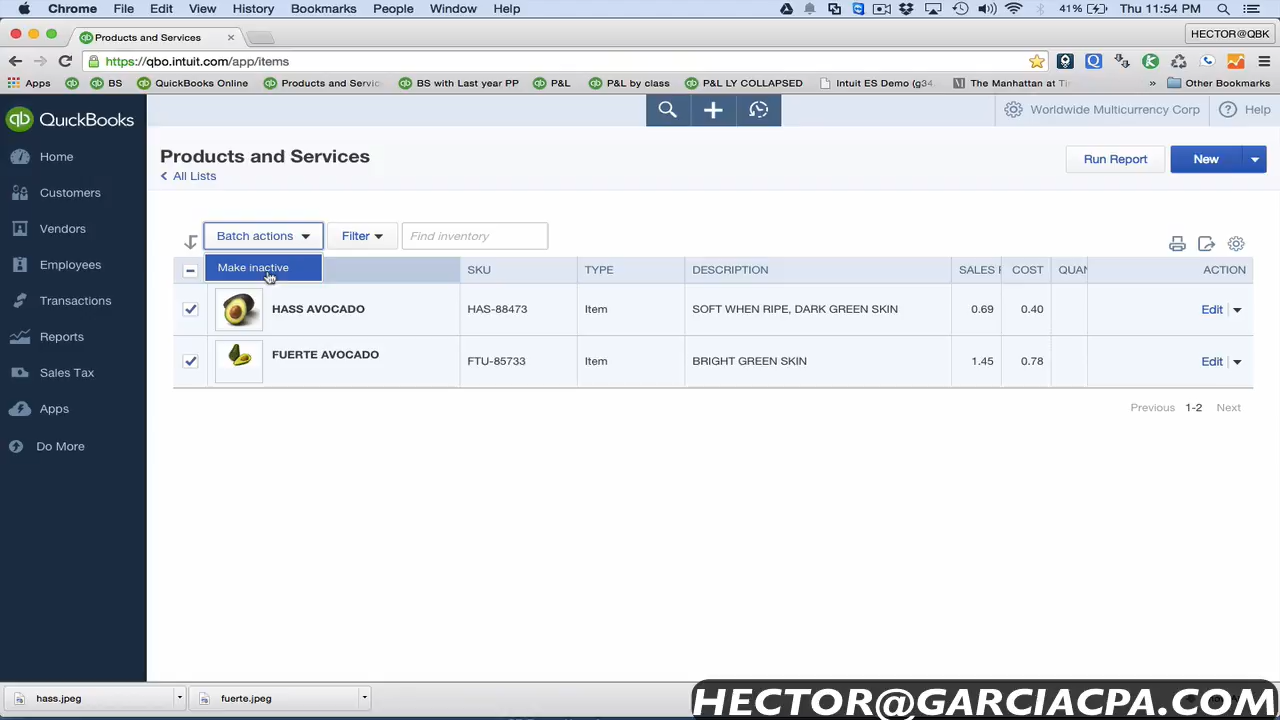 Chrome File Edit View History Bookmarks People Window Help 41% Thu 11:54 PM
Products and Services HECTOR@QBK
https://qbo.intuit.com/app/items
Apps BS QuickBooks Online Products and Servic BS With Last year PP P&L P&L by class P&L LY COLLAPSED Intuit ES Demo (g34 The Manhattan at Tin » Other Bookmarks
QuickBooks Worldwide Multicurrency Corp Help
Home
Customers
Vendors
Employees
Transactions
Reports
Sales Tax
Apps
Do More
Products and Services Run Report New
All Lists
Batch actions Filter Find inventory
Make inactive SKU TYPE DESCRIPTION SALES COST QUAN ACTION
HASS AVOCADO HAS-88473 Item SOFT WHEN RIPE, DARK GREEN SKIN 0.69 0.40 Edit
FUERTE AVOCADO FTU-85733 Item BRIGHT GREEN SKIN 1.45 0.78 Edit
Previous 1-2 Next
hass.jpeg fuerte.jpeg
HECTOR@GARCIACPA.COM